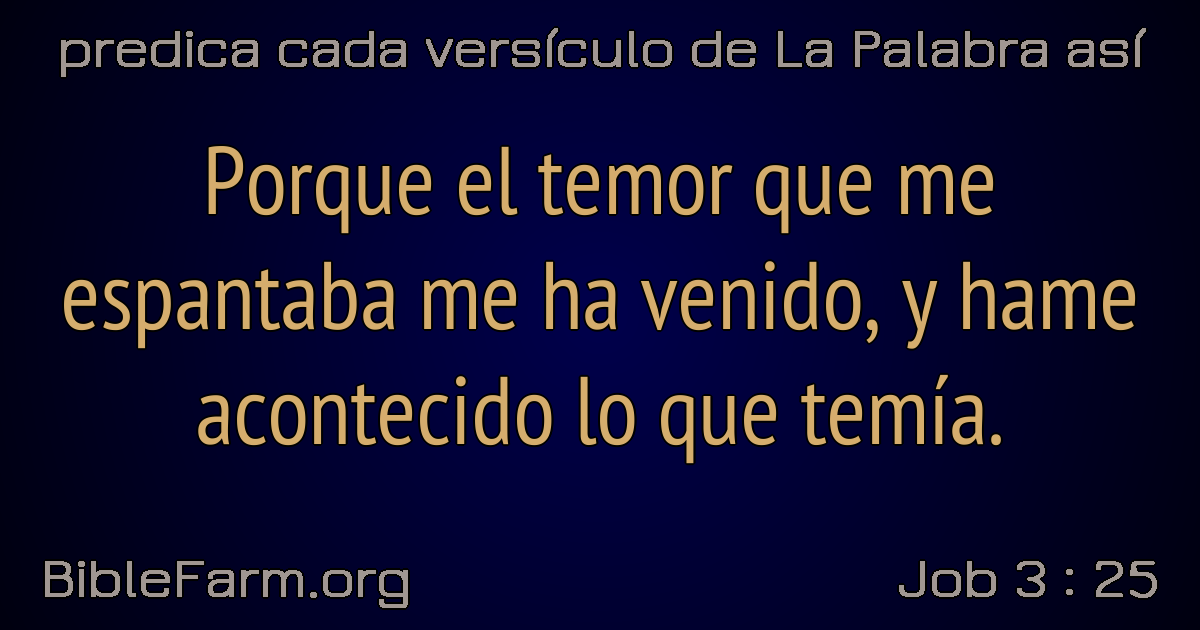 predica cada versículo de La Palabra así
Porque el temor que me
espantaba me ha venido, y hame
acontecido lo que temía.
BibleFarm.org
Job 3 : 25